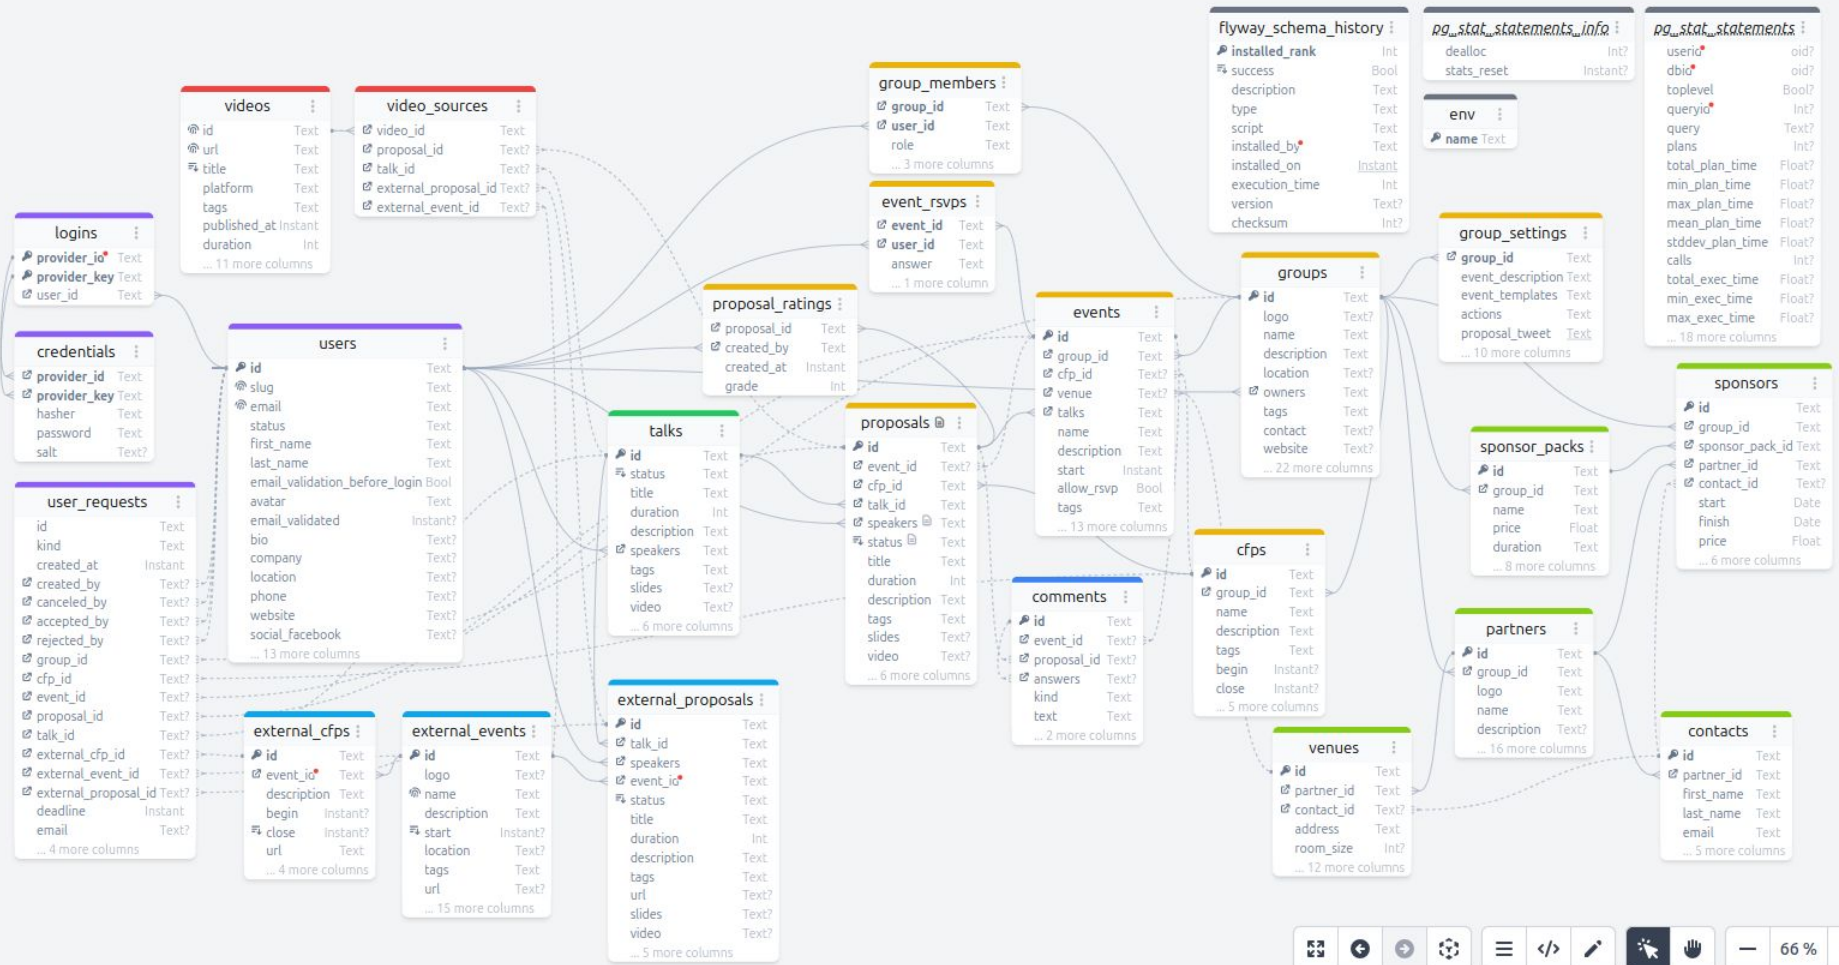 flyway_schema_history
installed_rank Int
success Bool
description Text
type Text
script Text
installed_by Text
installed_on Instant
execution_time Int
version Text?
checksum Int?
pg_stat_statements_info
dealloc Int?
stats_reset Instant?
pg_stat_statements
userid oid?
dbid oid?
toplevel Bool?
queryid Int?
query Text?
plans Int?
total_plan_time Float?
min_plan_time Float?
max_plan_time Float?
mean_plan_time Float?
stddev_plan_time Float?
calls Int?
total_exec_time Float?
min_exec_time Float?
max_exec_time Float?
... 18 more columns
env
name Text
group_members
group_id Text
user_id Text
role Text
... 3 more columns
videos
id Text
url Text
title Text
platform Text
tags Text
published_at Instant
duration Int
... 11 more columns
video_sources
video_id Text
proposal_id Text?
talk_id Text?
external_proposal_id Text?
external_event_id Text?
event_rsvps
event_id Text
user_id Text
answer Text
... 1 more column
logins
provider_id Text
provider_key Text
user_id Text
credentials
provider_id Text
provider_key Text
hasher Text
password Text
salt Text?
users
id Text
slug Text
email Text
status Text
first_name Text
last_name Text
email_validation_before_login Bool
avatar Text
email_validated Instant?
bio Text?
company Text?
location Text?
phone Text?
website Text?
social_facebook Text?
... 13 more columns
proposal_ratings
proposal_id Text
created_by Text
created_at Instant
grade Int
events
id Text
group_id Text
cfp_id Text?
venue Text?
talks Text
name Text
description Text
start Instant
allow_rsvp Bool
tags Text
... 13 more columns
groups
id Text
logo Text?
name Text
description Text
location Text?
owners Text
tags Text
contact Text?
website Text?
... 22 more columns
group_settings
group_id Text
event_description Text
event_templates Text
actions Text
proposal_tweet Text
... 10 more columns
sponsors
id Text
group_id Text
sponsor_pack_id Text
partner_id Text
contact_id Text?
start Date
finish Date
price Float
... 6 more columns
sponsor_packs
id Text
group_id Text
name Text
price Float
duration Text
... 8 more columns
talks
id Text
status Text
title Text
duration Int
description Text
speakers Text
tags Text
slides Text?
video Text?
... 6 more columns
proposals
id Text
event_id Text?
cfp_id Text
talk_id Text
speakers Text
status Text
title Text
duration Int
description Text
tags Text
slides Text?
video Text?
... 6 more columns
user_requests
id Text
kind Text
created_at Instant
created_by Text?
canceled_by Text?
accepted_by Text?
rejected_by Text?
group_id Text?
cfp_id Text?
event_id Text?
proposal_id Text?
talk_id Text?
external_cfp_id Text?
external_event_id Text?
external_proposal_id Text?
deadline Instant
email Text?
... 4 more columns
cfps
id Text
group_id Text
name Text
description Text
tags Text
begin Instant?
close Instant?
... 5 more columns
comments
id Text
event_id Text?
proposal_id Text?
answers Text?
kind Text
text Text
... 2 more columns
partners
id Text
group_id Text
logo Text
name Text
description Text?
... 16 more columns
external_proposals
id Text
talk_id Text
speakers Text
event_id Text
status Text
title Text
duration Int
description Text
tags Text
url Text?
slides Text?
video Text?
... 5 more columns
external_cfps
id Text
event_id Text
description Text
begin Instant?
close Instant?
url Text
... 4 more columns
external_events
id Text
logo Text?
name Text
description Text
start Instant?
location Text?
tags Text
url Text?
... 15 more columns
venues
id Text
partner_id Text
contact_id Text?
address Text
room_size Int?
... 12 more columns
contacts
id Text
partner_id Text
first_name Text
last_name Text
email Text
... 5 more columns
66 %